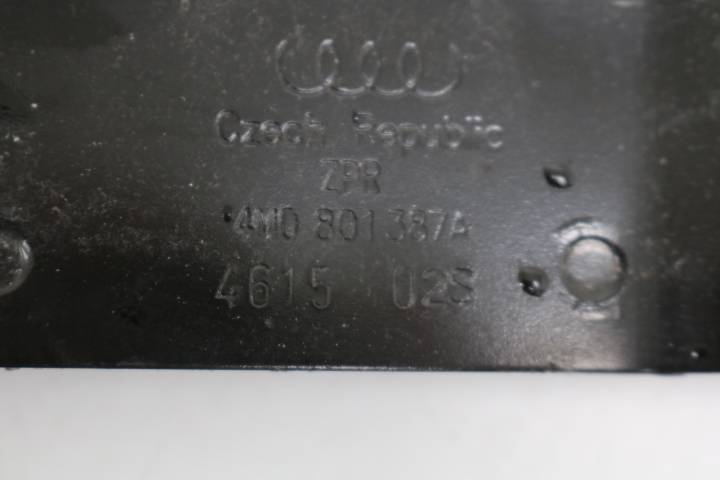 Czech Republic
ZPR
4M0 801 387A
4615 02S